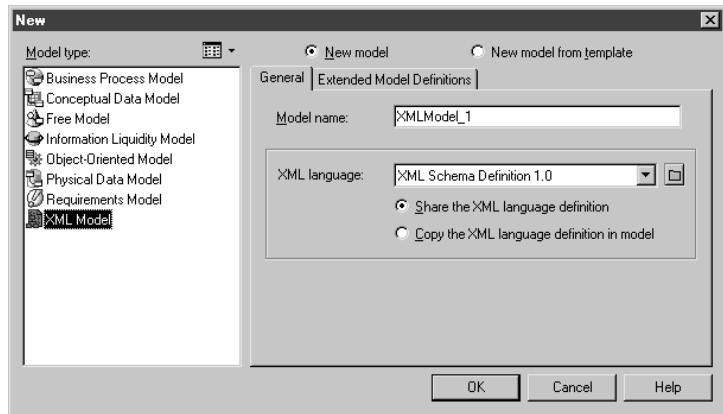 New
Model type:
New model
New model from template
Business Process Model
Conceptual Data Model
Free Model
Information Liquidity Model
Object-Oriented Model
Physical Data Model
Requirements Model
XML Model
General
Extended Model Definitions
Model name:
XMLModel_1
XML language:
XML Schema Definition 1.0
Share the XML language definition
Copy the XML language definition in model
OK
Cancel
Help